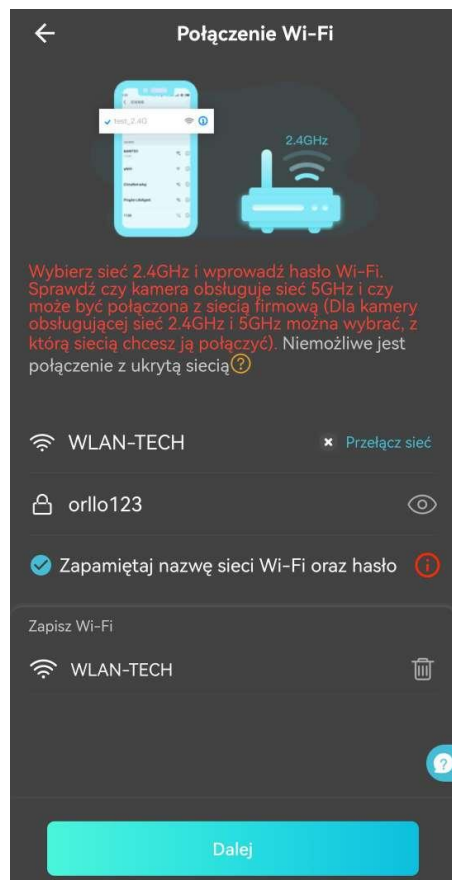 Połączenie Wi-Fi
test_2.4G
2.4GHz
Wybierz sieć 2.4GHz i wprowadź hasło Wi-Fi.
Sprawdź czy kamera obsługuje sieć 5GHz i czy
może być połączona z siecią firmową (Dla kamery
obsługującej sieć 2.4GHz i 5GHz można wybrać, z
którą siecią chcesz ją połączyć). Niemożliwe jest
połączenie z ukrytą siecią?
WLAN-TECH
Przełącz sieć
orllo123
Zapamiętaj nazwę sieci Wi-Fi oraz hasło
Zapisz Wi-Fi
WLAN-TECH
Dalej